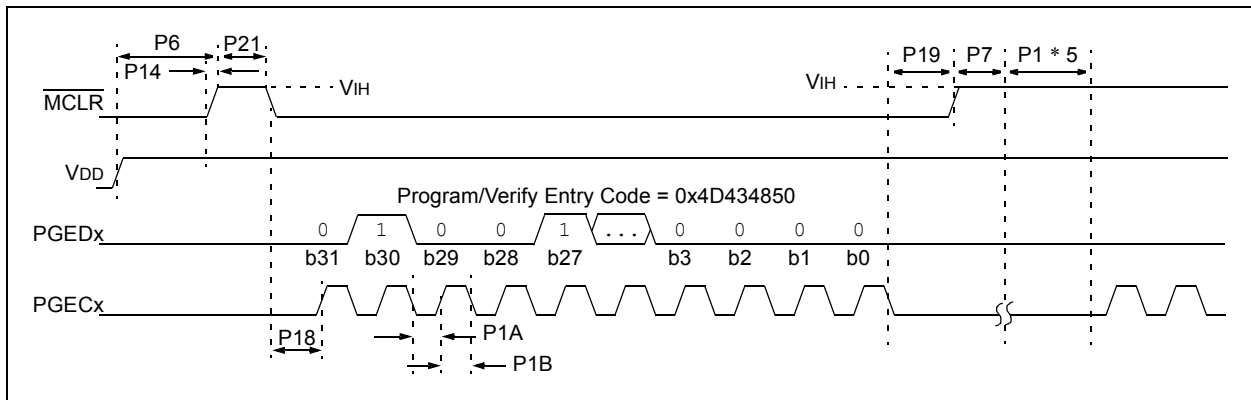 P6 P21 P19 P7 P1 * 5
P14
VIH VIH
MCLR
VDD
Program/Verify Entry Code = 0x4D434850
PGEDx 0 1 0 0 1 ... 0 0 0 0
b31 b30 b29 b28 b27 b3 b2 b1 b0
PGECx
P18 P1A
P1B